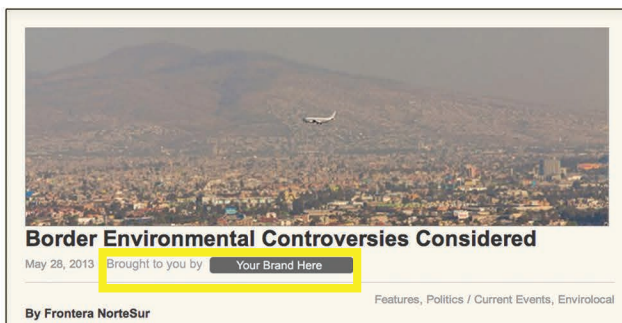 Border Environmental Controversies Considered
May 28, 2013 Brought to you by Your Brand Here
Features, Politics / Current Events, Envirolocal
By Frontera NorteSur